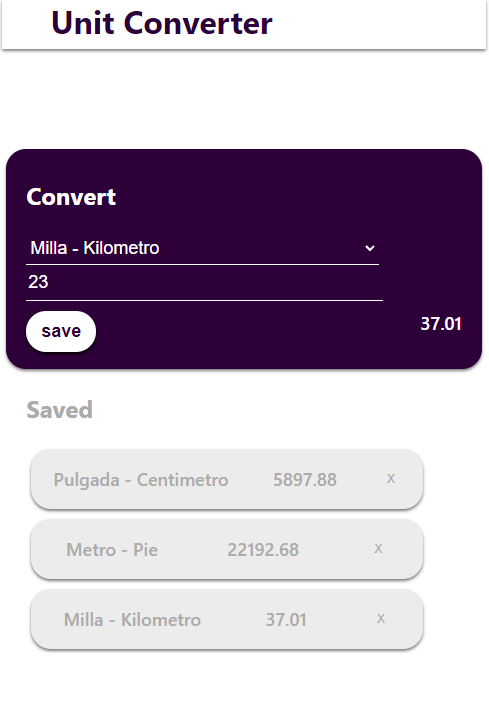 Unit Converter
Convert
Milla - Kilometro
23
save 37.01
Saved
Pulgada - Centimetro 5897.88 x
Metro - Pie 22192.68 x
Milla - Kilometro 37.01 x